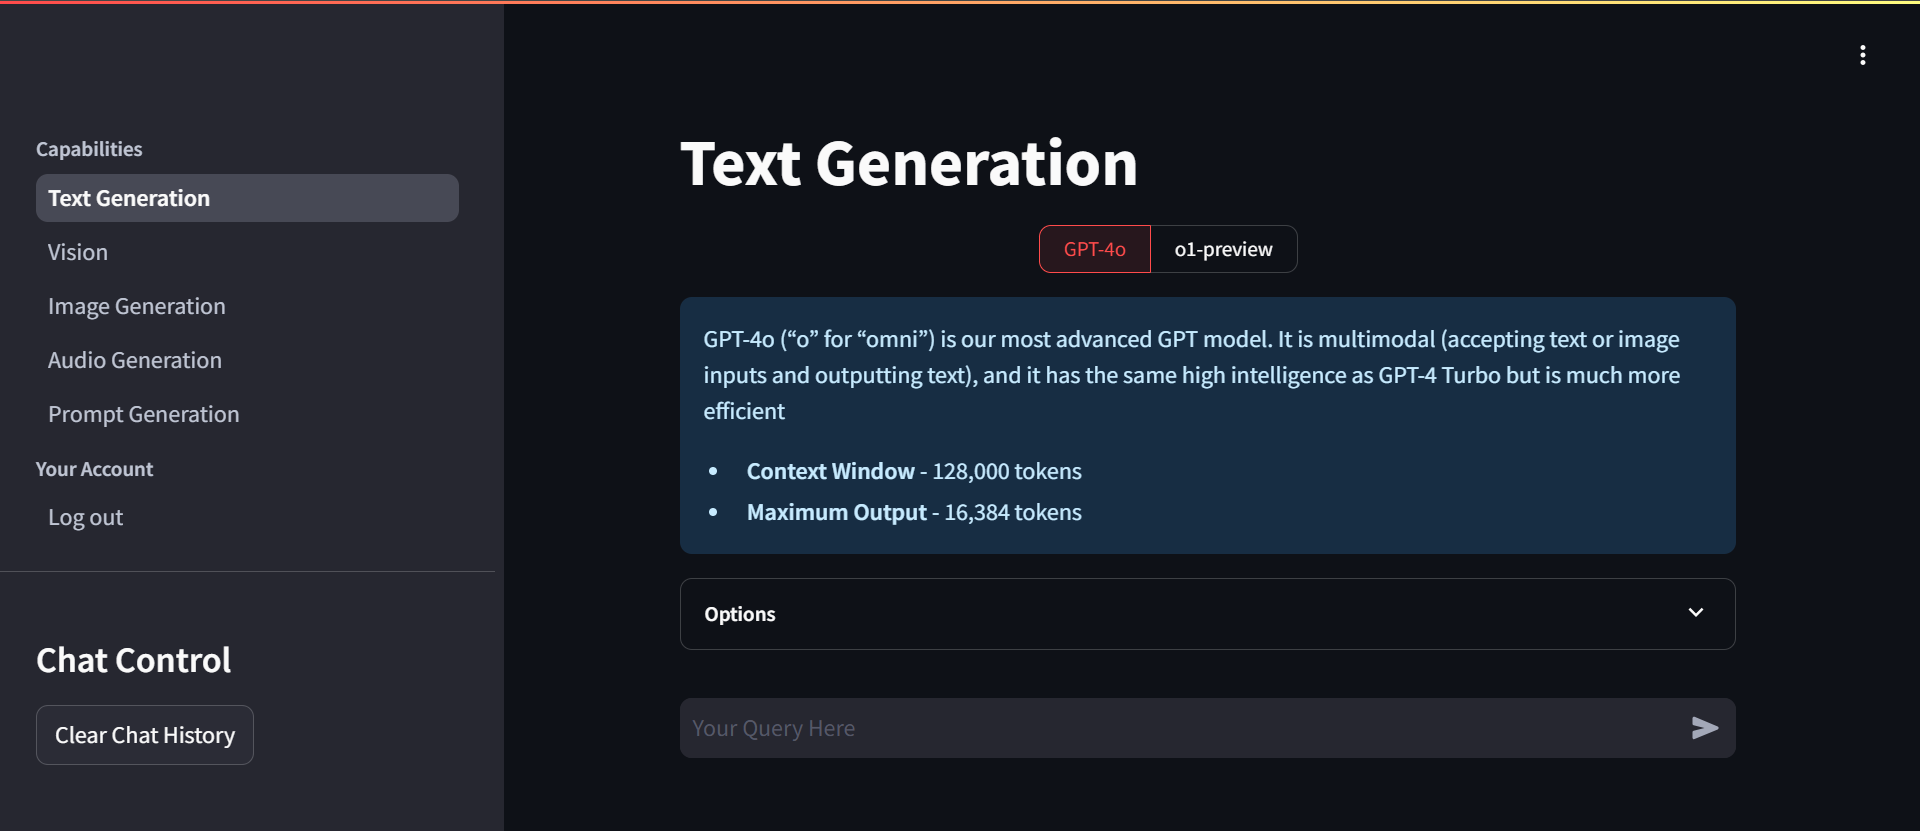 Capabilities
Text Generation
Vision
Image Generation
Audio Generation
Prompt Generation
Your Account
Log out
Chat Control
Clear Chat History
Text Generation
GPT-4o
o1-preview
GPT-4o (“o” for “omni”) is our most advanced GPT model. It is multimodal (accepting text or image
inputs and outputting text), and it has the same high intelligence as GPT-4 Turbo but is much more
efficient
• Context Window - 128,000 tokens
• Maximum Output - 16,384 tokens
Options
Your Query Here